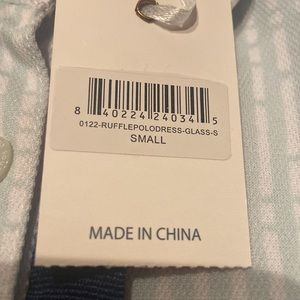 8 40224 24034 5
0122-RUFFLEPOLODRESS-GLASS-S
SMALL
MADE IN CHINA